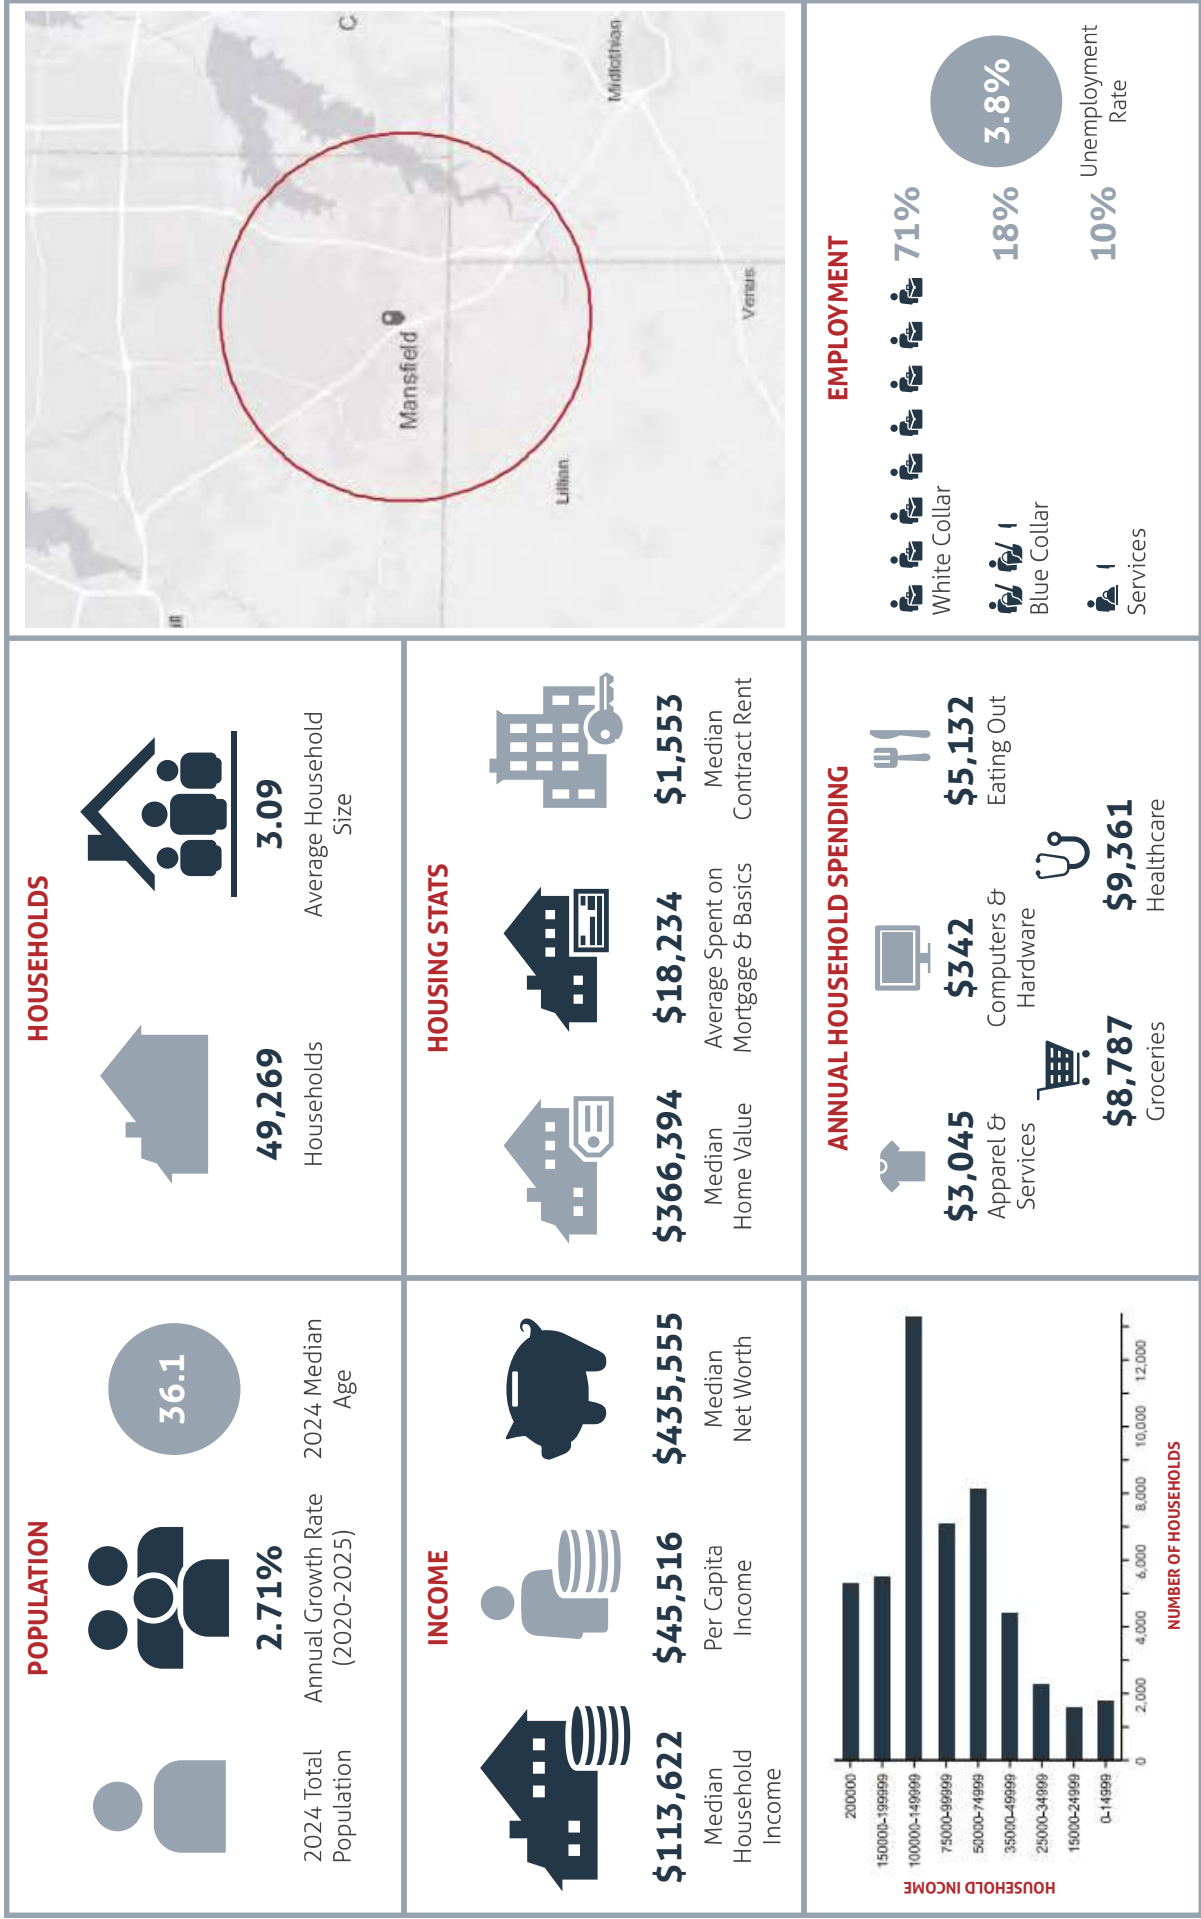 POPULATION
2024 Total
Population
2.71%
Annual Growth Rate
(2020-2025)
36.1
2024 Median
Age
HOUSEHOLDS
49,269
Households
3.09
Average Household
Size
Mansfield
Lillian
Venus
Midlothian
C
INCOME
$113,622
Median
Household
Income
$45,516
Per Capita
Income
$435,555
Median
Net Worth
HOUSING STATS
$366,394
Median
Home Value
$18,234
Average Spent on
Mortgage & Basics
$1,553
Median
Contract Rent
HOUSEHOLD INCOME
200000
150000-199999
100000-149999
75000-99999
50000-74999
35000-49999
25000-34999
15000-24999
0-14999
0
2,000
4,000
6,000
8,000
10,000
12,000
NUMBER OF HOUSEHOLDS
ANNUAL HOUSEHOLD SPENDING
$3,045
Apparel &
Services
$342
Computers &
Hardware
$5,132
Eating Out
$8,787
Groceries
$9,361
Healthcare
EMPLOYMENT
71%
White Collar
18%
Blue Collar
10%
Services
3.8%
Unemployment
Rate